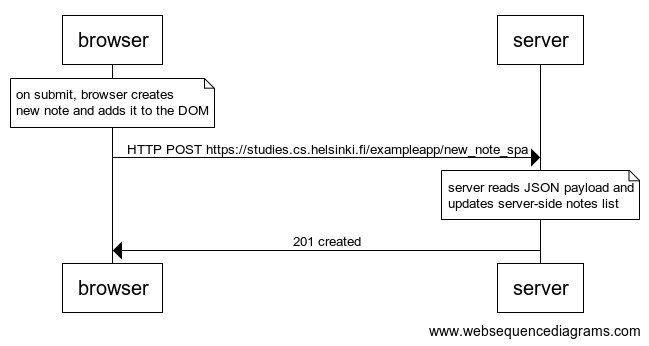 browser
server
on submit, browser creates
new note and adds it to the DOM
HTTP POST https://studies.cs.helsinki.fi/exampleapp/new_note_spa
server reads JSON payload and
updates server-side notes list
201 created
browser
server
www.websequencediagrams.com